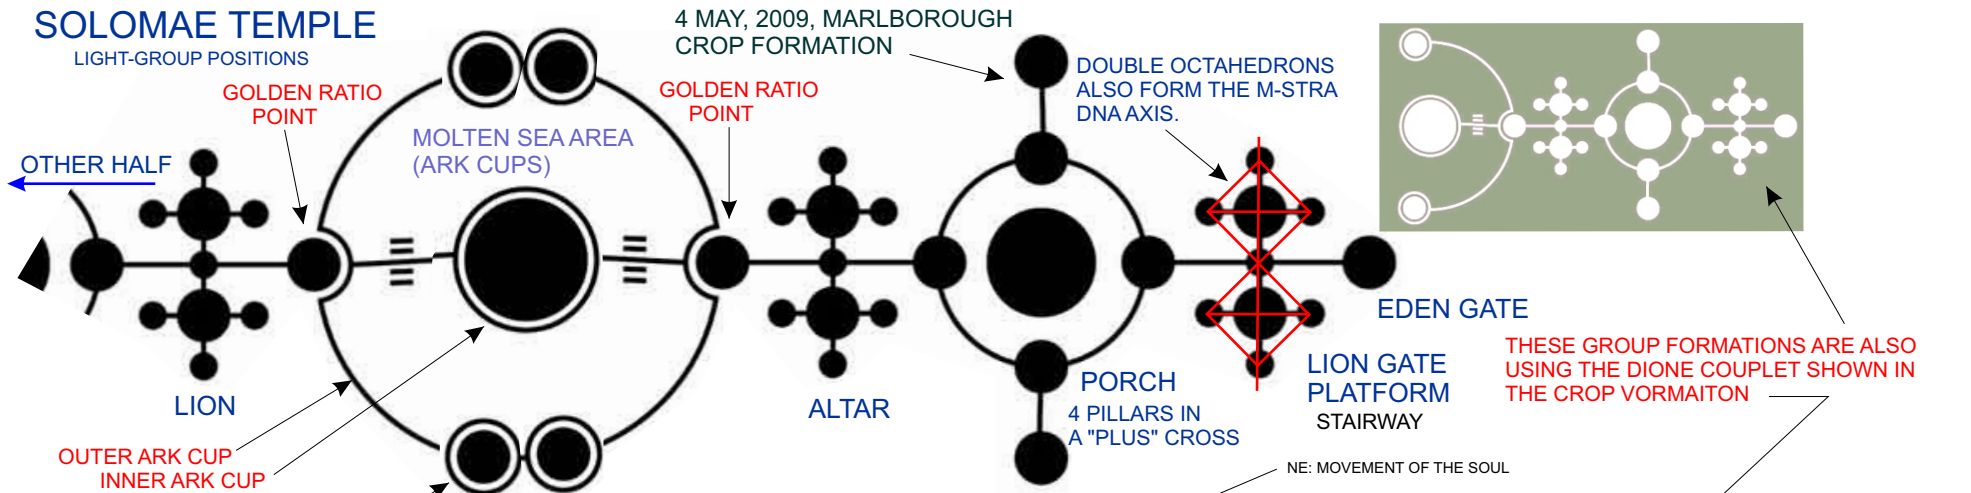 SOLOMAE TEMPLE
LIGHT-GROUP POSITIONS
4 MAY, 2009, MARLBOROUGH
CROP FORMATION
GOLDEN RATIO
POINT
GOLDEN RATIO
POINT
DOUBLE OCTAHEDRONS
ALSO FORM THE M-STRA
DNA AXIS.
MOLTEN SEA AREA
(ARK CUPS)
OTHER HALF
LION
ALTAR
PORCH
4 PILLARS IN
A "PLUS" CROSS
EDEN GATE
LION GATE
PLATFORM
STAIRWAY
THESE GROUP FORMATIONS ARE ALSO
USING THE DIONE COUPLET SHOWN IN
THE CROP VORMAITON
OUTER ARK CUP
INNER ARK CUP
NE: MOVEMENT OF THE SOUL